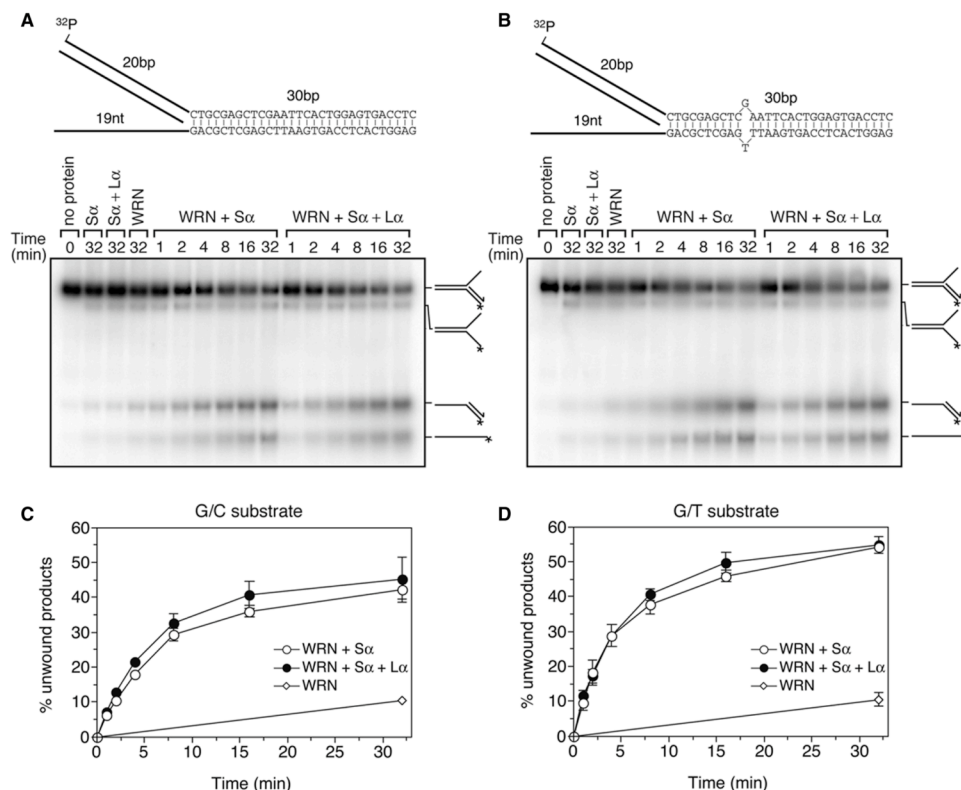 A
32P
20bp
30bp
CTGCGAGCTCGAATTCACTGGAGTGACCTC
19nt
GACGCTCGAGCTTAAGTGACCTCACTGGAG
no protein
Sα
Sα + Lα
WRN
WRN + Sα
WRN + Sα + Lα
Time (min)
0 32 32 32 1 2 4 8 16 32 1 2 4 8 16 32
*
*
*
*
B
32P
20bp
30bp
G
CTGCGAGCTC AATTCACTGGAGTGACCTC
19nt
GACGCTCGAG TTAAGTGACCTCACTGGAG
T
no protein
Sα
Sα + Lα
WRN
WRN + Sα
WRN + Sα + Lα
Time (min)
0 32 32 32 1 2 4 8 16 32 1 2 4 8 16 32
*
*
*
C
G/C substrate
% unwound products
60
50
40
30
20
10
0
WRN + Sα
WRN + Sα + Lα
WRN
0 5 10 15 20 25 30
Time (min)
D
G/T substrate
% unwound products
60
50
40
30
20
10
0
WRN + Sα
WRN + Sα + Lα
WRN
0 5 10 15 20 25 30
Time (min)